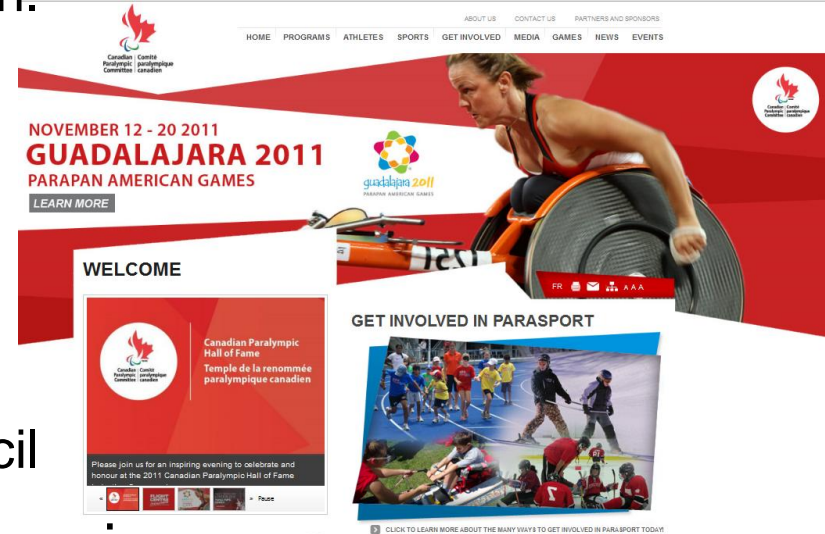 n.
ABOUT US CONTACT US PARTNERS AND SPONSORS
HOME PROGRAMS ATHLETES SPORTS GET INVOLVED MEDIA GAMES NEWS EVENTS
Canadian Comité
Paralympic paralympique
Committee canadien
Canadian Comité
Paralympic paralympique
Committee canadien
NOVEMBER 12 - 20 2011
GUADALAJARA 2011
PARAPAN AMERICAN GAMES
LEARN MORE
guadalajara 2011
PARAPAN AMERICAN GAMES
WELCOME
FR A A A
GET INVOLVED IN PARASPORT
Canadian Comité
Paralympic paralympique
Committee canadien
Canadian Paralympic
Hall of Fame
Temple de la renommée
paralympique canadien
cil
Please join us for an inspiring evening to celebrate and
honour at the 2011 Canadian Paralympic Hall of Fame
« » Pause
CLICK TO LEARN MORE ABOUT THE MANY WAYS TO GET INVOLVED IN PARASPORT TODAY!